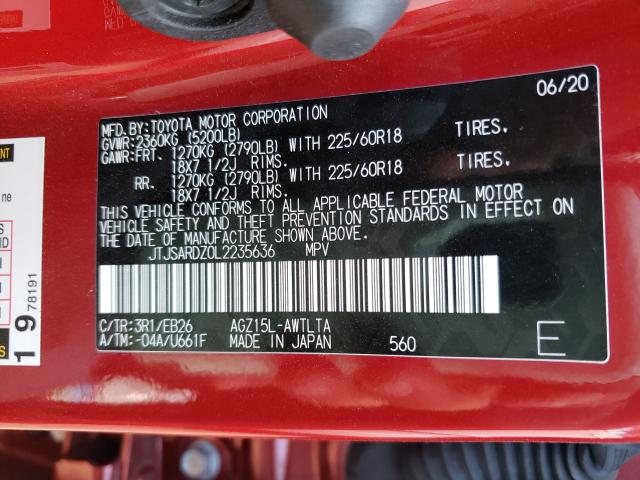 06/20
MFD.BY:TOYOTA MOTOR CORPORATION
GVWR:2360KG (5200LB)
GAWR:FRT. 1270KG (2790LB) WITH 225/60R18 TIRES.
18X7 1/2J RIMS.
RR. 1270KG (2790LB) WITH 225/60R18 TIRES.
18X7 1/2J RIMS.
THIS VEHICLE CONFORMS TO ALL APPLICABLE FEDERAL MOTOR
VEHICLE SAFETY AND THEFT PREVENTION STANDARDS IN EFFECT ON
THE DATE OF MANUFACTURE SHOWN ABOVE.
JTJSARDZ0L2235636 MPV
C/TR:3R1/EB26 AGZ15L-AWTLTA
A/TM:-04A/U661F MADE IN JAPAN 560 E
ne
19 78191